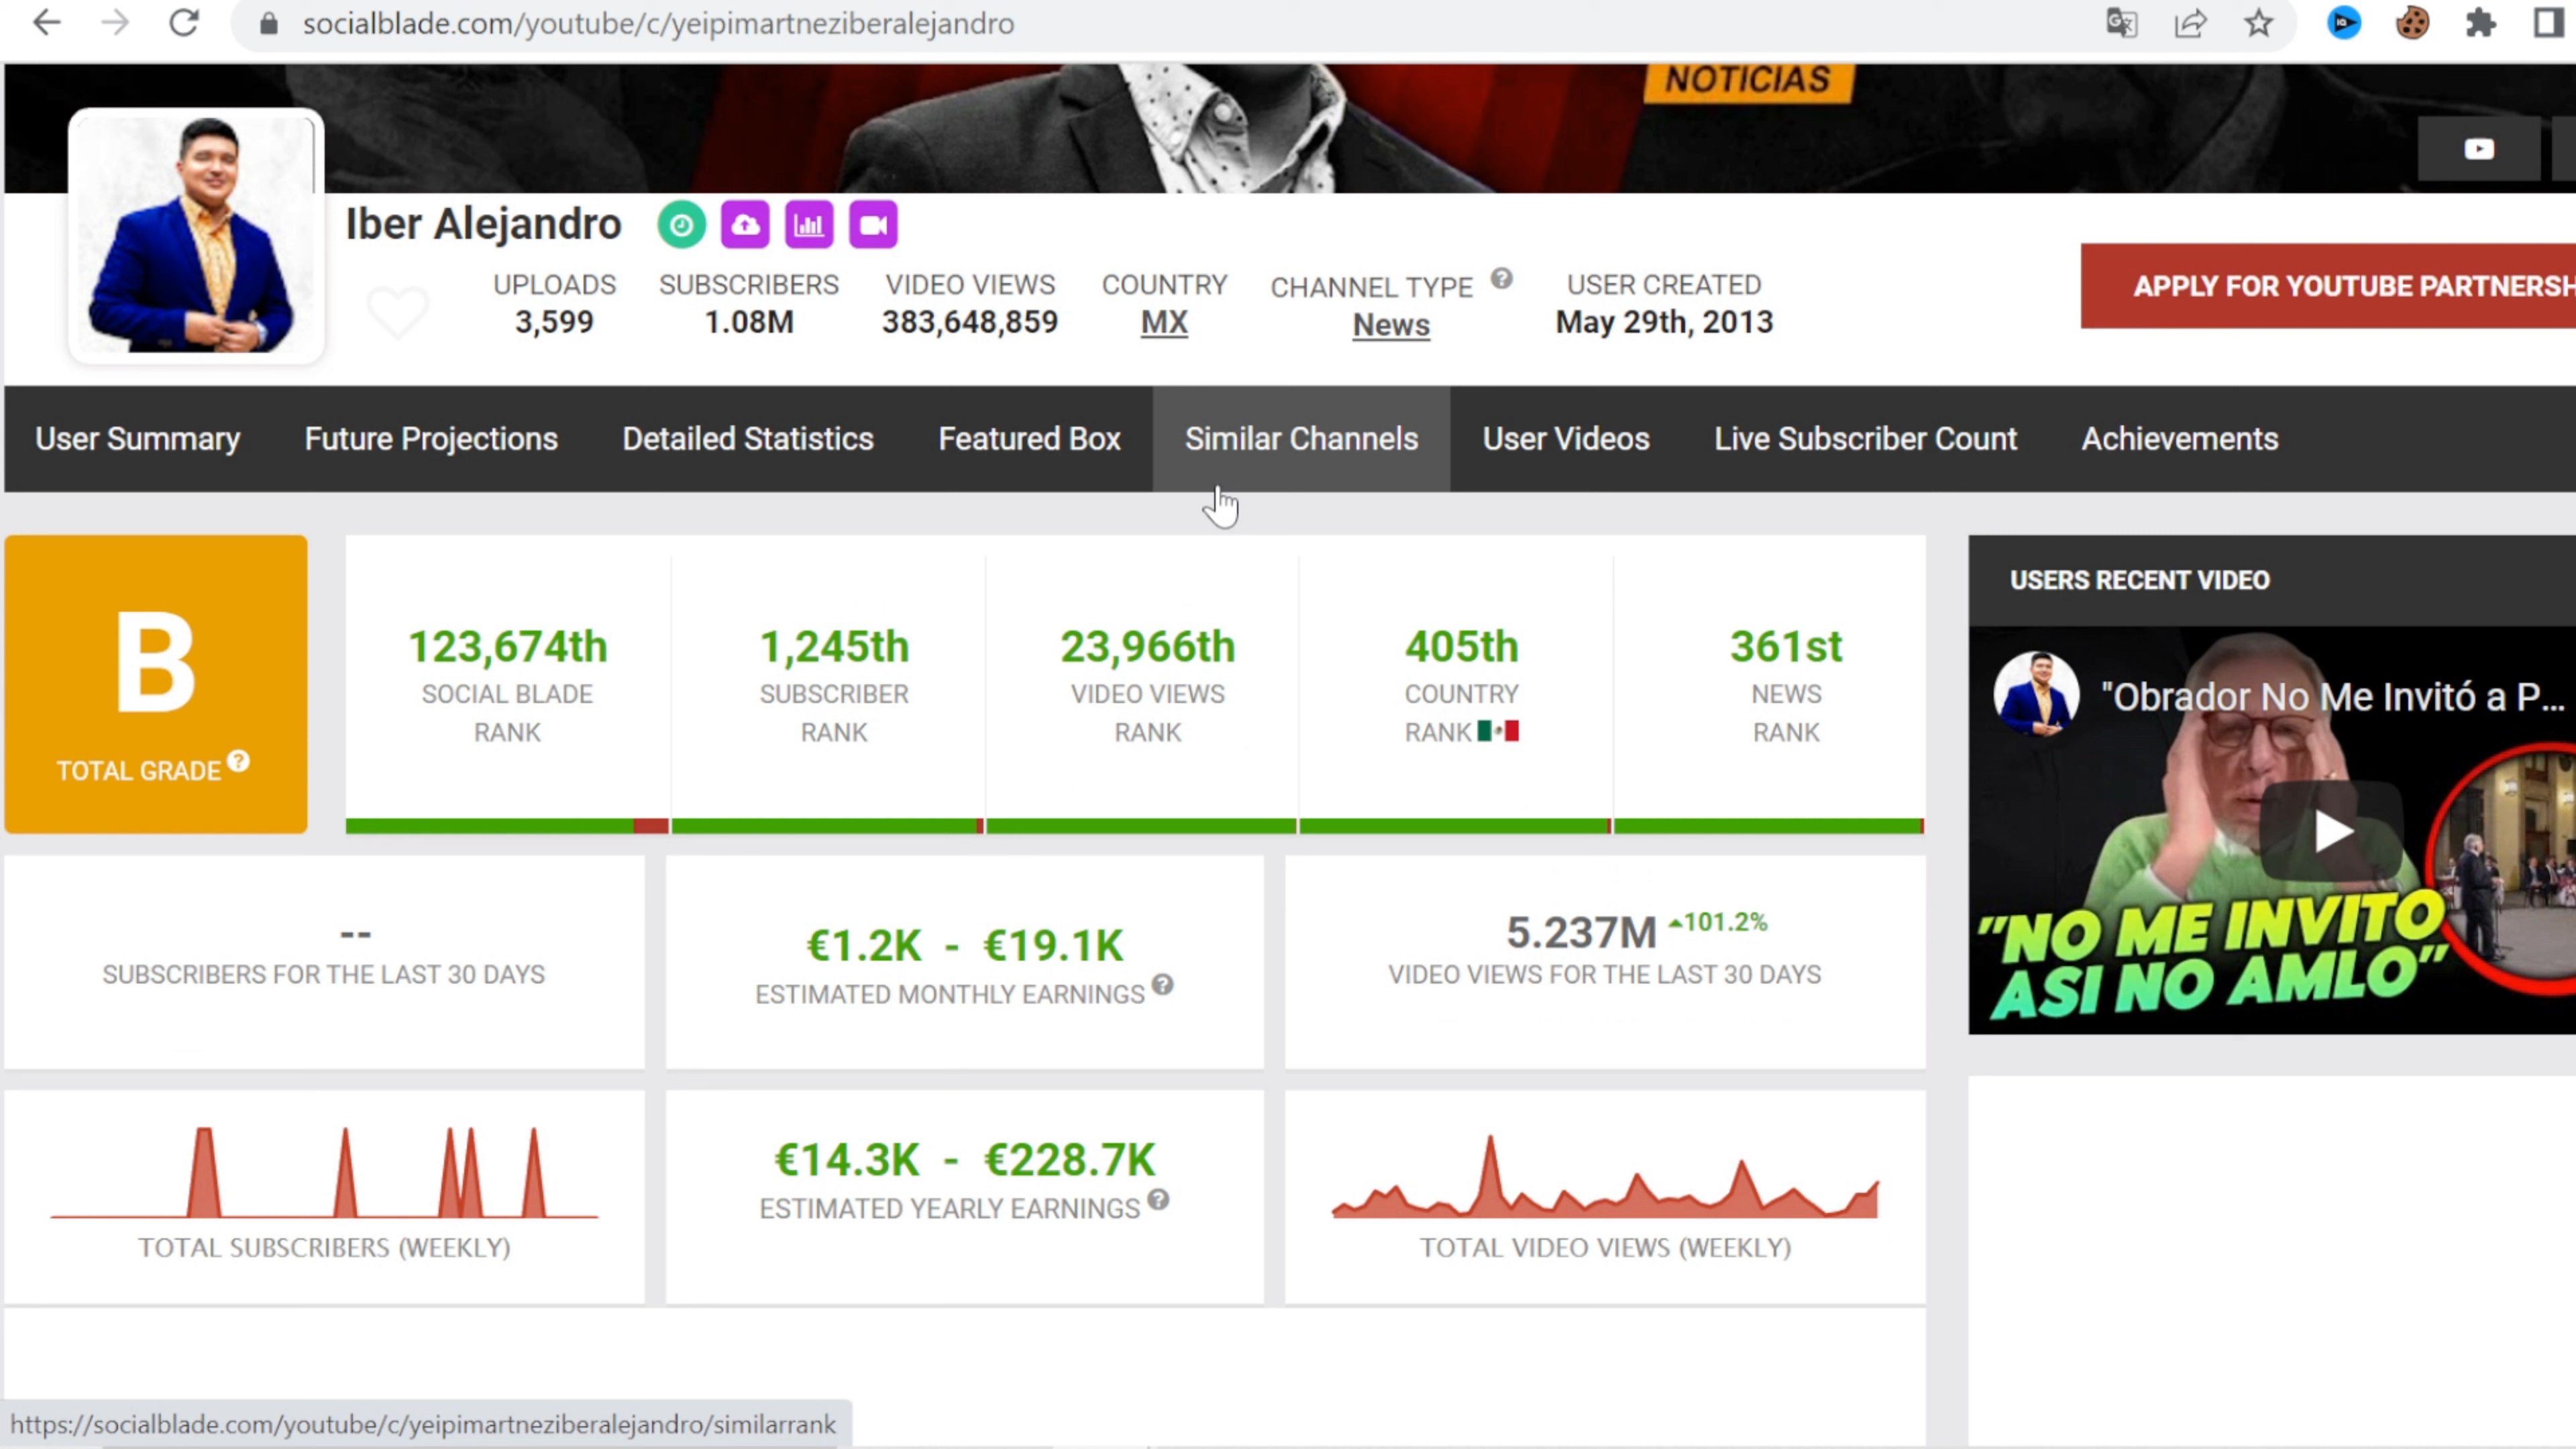 socialblade.com/youtube/c/yeipimartneziberalejandro
NOTICIAS
Iber Alejandro
UPLOADS
3,599
SUBSCRIBERS
1.08M
VIDEO VIEWS
383,648,859
COUNTRY
MX
CHANNEL TYPE
News
USER CREATED
May 29th, 2013
APPLY FOR YOUTUBE PARTNERSH
User Summary
Future Projections
Detailed Statistics
Featured Box
Similar Channels
User Videos
Live Subscriber Count
Achievements
B
TOTAL GRADE
123,674th
SOCIAL BLADE
RANK
1,245th
SUBSCRIBER
RANK
23,966th
VIDEO VIEWS
RANK
405th
COUNTRY
RANK
361st
NEWS
RANK
USERS RECENT VIDEO
"Obrador No Me Invitó a P...
"NO ME INVITO
ASI NO AMLO"
--
SUBSCRIBERS FOR THE LAST 30 DAYS
€1.2K - €19.1K
ESTIMATED MONTHLY EARNINGS
5.237M 101.2%
VIDEO VIEWS FOR THE LAST 30 DAYS
TOTAL SUBSCRIBERS (WEEKLY)
€14.3K - €228.7K
ESTIMATED YEARLY EARNINGS
TOTAL VIDEO VIEWS (WEEKLY)
https://socialblade.com/youtube/c/yeipimartneziberalejandro/similarrank